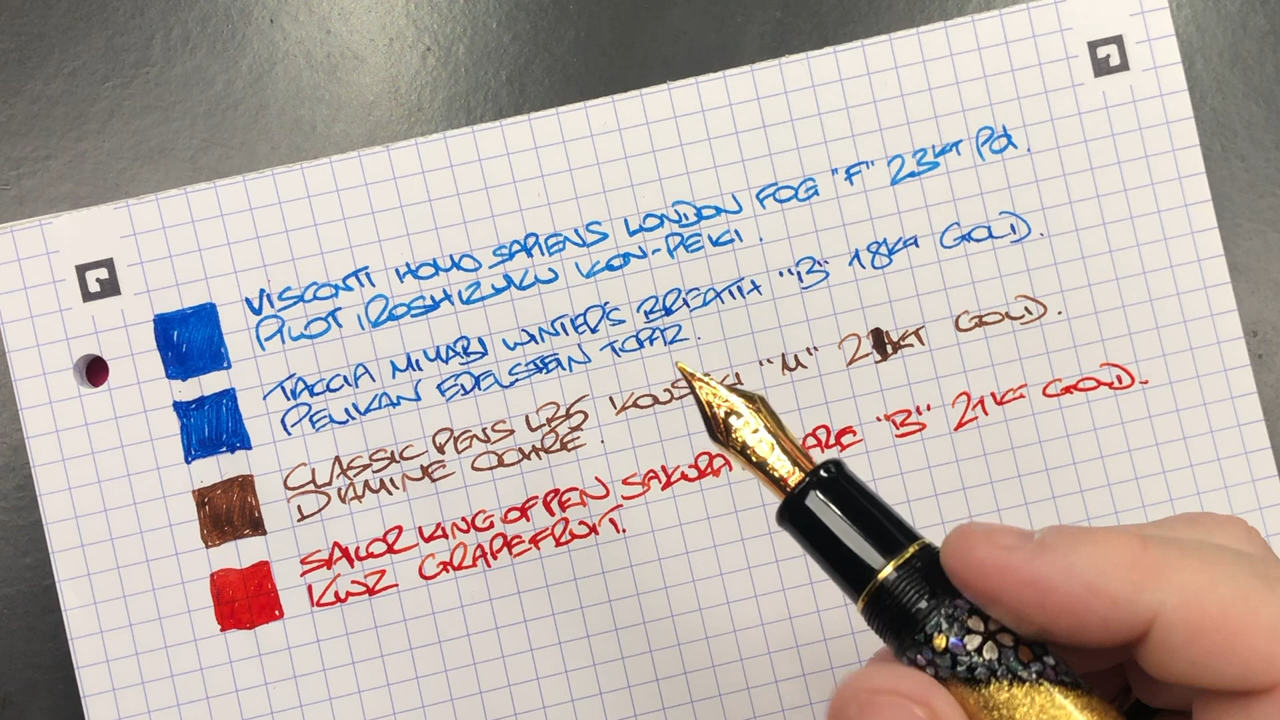 VISCONTI HOMO SAPIENS LONDON FOG "F" 23KT Pd.
PILOT IROSHIZUKU KON-PEKI.
TACCIA MIYABI WINTER'S BREATH "B" 18KT GOLD.
PELIKAN EDELSTEIN TOPAZ.
CLASSIC PENS LB5 "M" 21KT GOLD.
DIAMINE OCHRE.
SAILOR KING OF PEN SAKURA "B" 21KT GOLD.
KWZ GRAPEFRUIT.